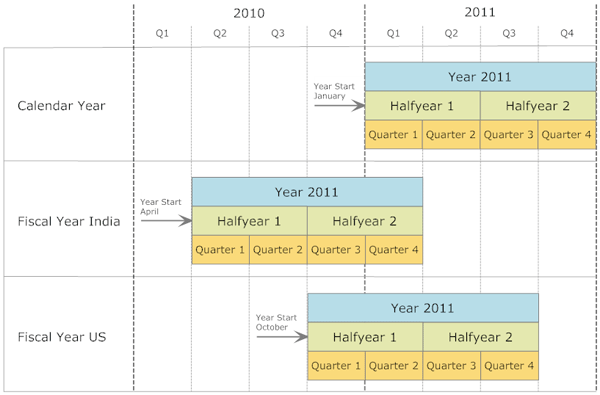 2010 2011
Q1 Q2 Q3 Q4 Q1 Q2 Q3 Q4
Calendar Year
Year Start
January
Year 2011
Halfyear 1 Halfyear 2
Quarter 1 Quarter 2 Quarter 3 Quarter 4
Fiscal Year India
Year Start
April
Year 2011
Halfyear 1 Halfyear 2
Quarter 1 Quarter 2 Quarter 3 Quarter 4
Fiscal Year US
Year Start
October
Year 2011
Halfyear 1 Halfyear 2
Quarter 1 Quarter 2 Quarter 3 Quarter 4